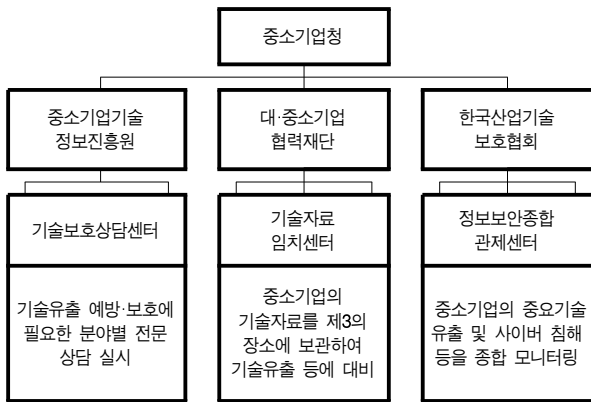 중소기업청
중소기업기술
정보진흥원
대·중소기업
협력재단
한국산업기술
보호협회
기술보호상담센터
기술자료
임치센터
정보보안종합
관제센터
기술유출 예방·보호에
필요한 분야별 전문
상담 실시
중소기업의
기술자료를 제3의
장소에 보관하여
기술유출 등에 대비
중소기업의 중요기술
유출 및 사이버 침해
등을 종합 모니터링